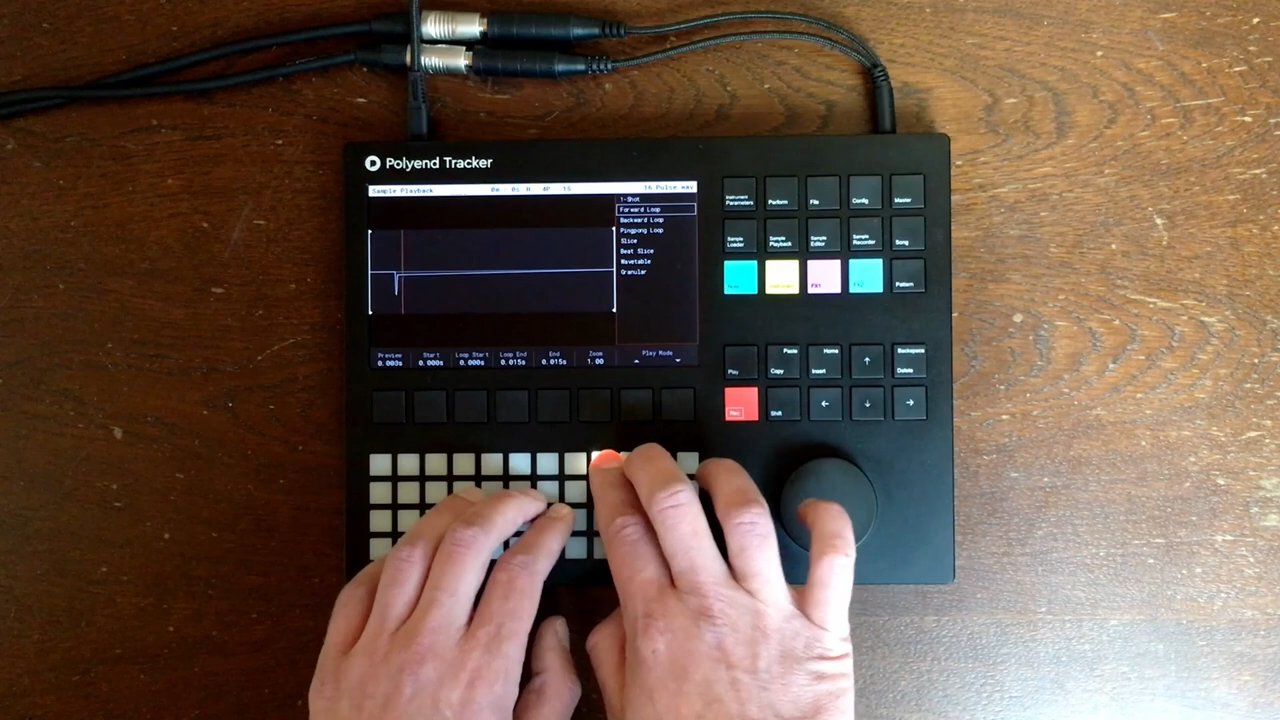 Polyend Tracker
Sample Playback
16 Pulse wav
1-Shot
Forward Loop
Backward Loop
Pingpong Loop
Slice
Beat Slice
Wavetable
Granular
Preview Start Loop Start Loop End End Zoom Play Mode
0.000s 0.000s 0.000s 0.015s 0.015s 1.00
Instrument Parameters Perform File Config Master
Sample Loader Sample Playback Sample Editor Sample Recorder Song
Note Instrument FX1 FX2 Pattern
Paste Home Backspace
Play Copy Insert ↑ Delete
Rec Shift ← ↓ →